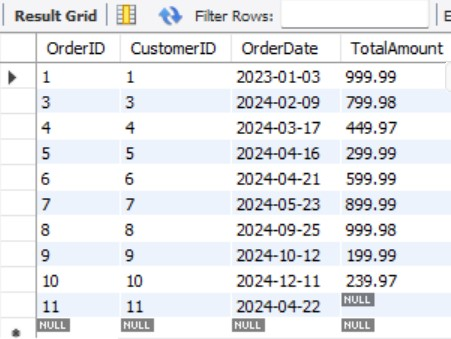 Result Grid Filter Rows: E
OrderID CustomerID OrderDate TotalAmount
1 1 2023-01-03 999.99
3 3 2024-02-09 799.98
4 4 2024-03-17 449.97
5 5 2024-04-16 299.99
6 6 2024-04-21 599.99
7 7 2024-05-23 899.99
8 8 2024-09-25 999.98
9 9 2024-10-12 199.99
10 10 2024-12-11 239.97
11 11 2024-04-22 NULL
NULL NULL NULL NULL